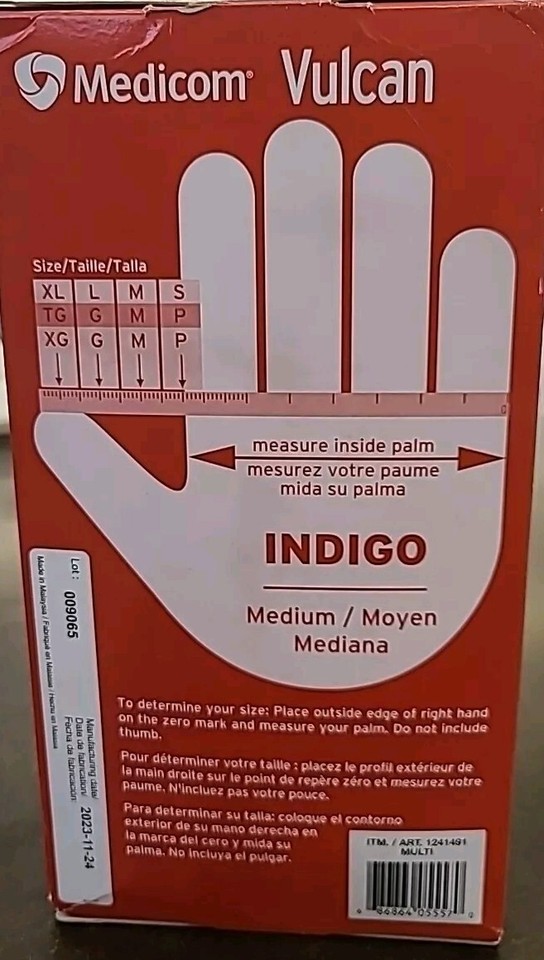 Medicom® Vulcan
Size/Taille/Talla
XL L M S
TG G M P
XG G M P
0
measure inside palm
mesurez votre paume
mida su palma
INDIGO
Medium / Moyen
Mediana
Lot : 009065
Made in Malaysia / Fabriqué en Malaisie / Hecho en Malasia
Manufacturing date/
Date de fabrication/ 2023-11-24
Fecha de fabricación:
To determine your size: Place outside edge of right hand
on the zero mark and measure your palm. Do not include
thumb.
Pour déterminer votre taille : placez le profil extérieur de
la main droite sur le point de repère zéro et mesurez votre
paume. N'incluez pas votre pouce.
Para determinar su talla: coloque el contorno
exterior de su mano derecha en
la marca del cero y mida su
palma. No incluya el pulgar.
ITM. / ART. 1241491
MULTI